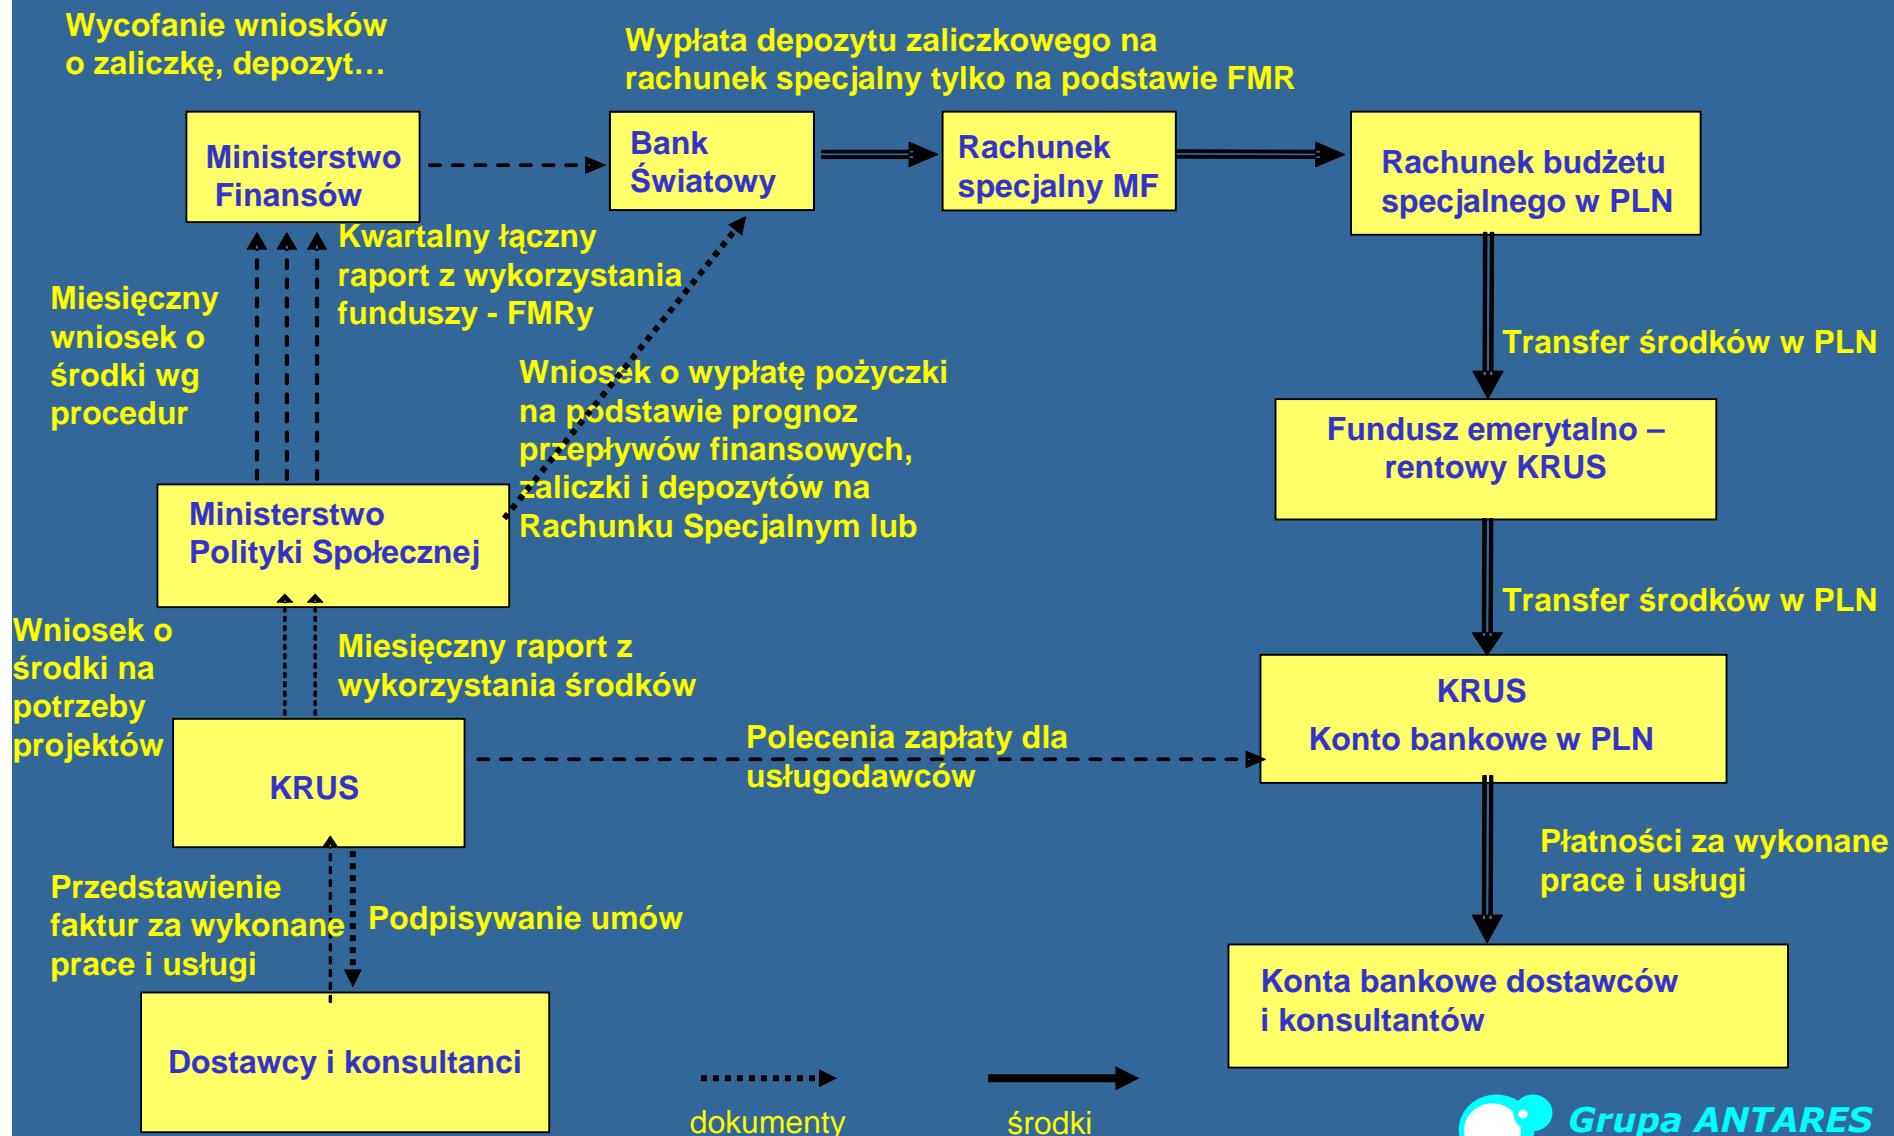 Wycofanie wniosków
o zaliczkę, depozyt…
Wypłata depozytu zaliczkowego na
rachunek specjalny tylko na podstawie FMR
Ministerstwo
Finansów
Bank
Światowy
Rachunek
specjalny MF
Rachunek budżetu
specjalnego w PLN
Kwartalny łączny
raport z wykorzystania
funduszy - FMRy
Miesięczny
wniosek o
środki wg
procedur
Transfer środków w PLN
Wniosek o wypłatę pożyczki
na podstawie prognoz
przepływów finansowych,
zaliczki i depozytów na
Rachunku Specjalnym lub
Fundusz emerytalno –
rentowy KRUS
Ministerstwo
Polityki Społecznej
Transfer środków w PLN
Wniosek o
środki na
potrzeby
projektów
Miesięczny raport z
wykorzystania środków
KRUS
Konto bankowe w PLN
Polecenia zapłaty dla
usługodawców
KRUS
Płatności za wykonane
prace i usługi
Przedstawienie
faktur za wykonane
prace i usługi
Podpisywanie umów
Konta bankowe dostawców
i konsultantów
Dostawcy i konsultanci
dokumenty
środki
Grupa ANTARES